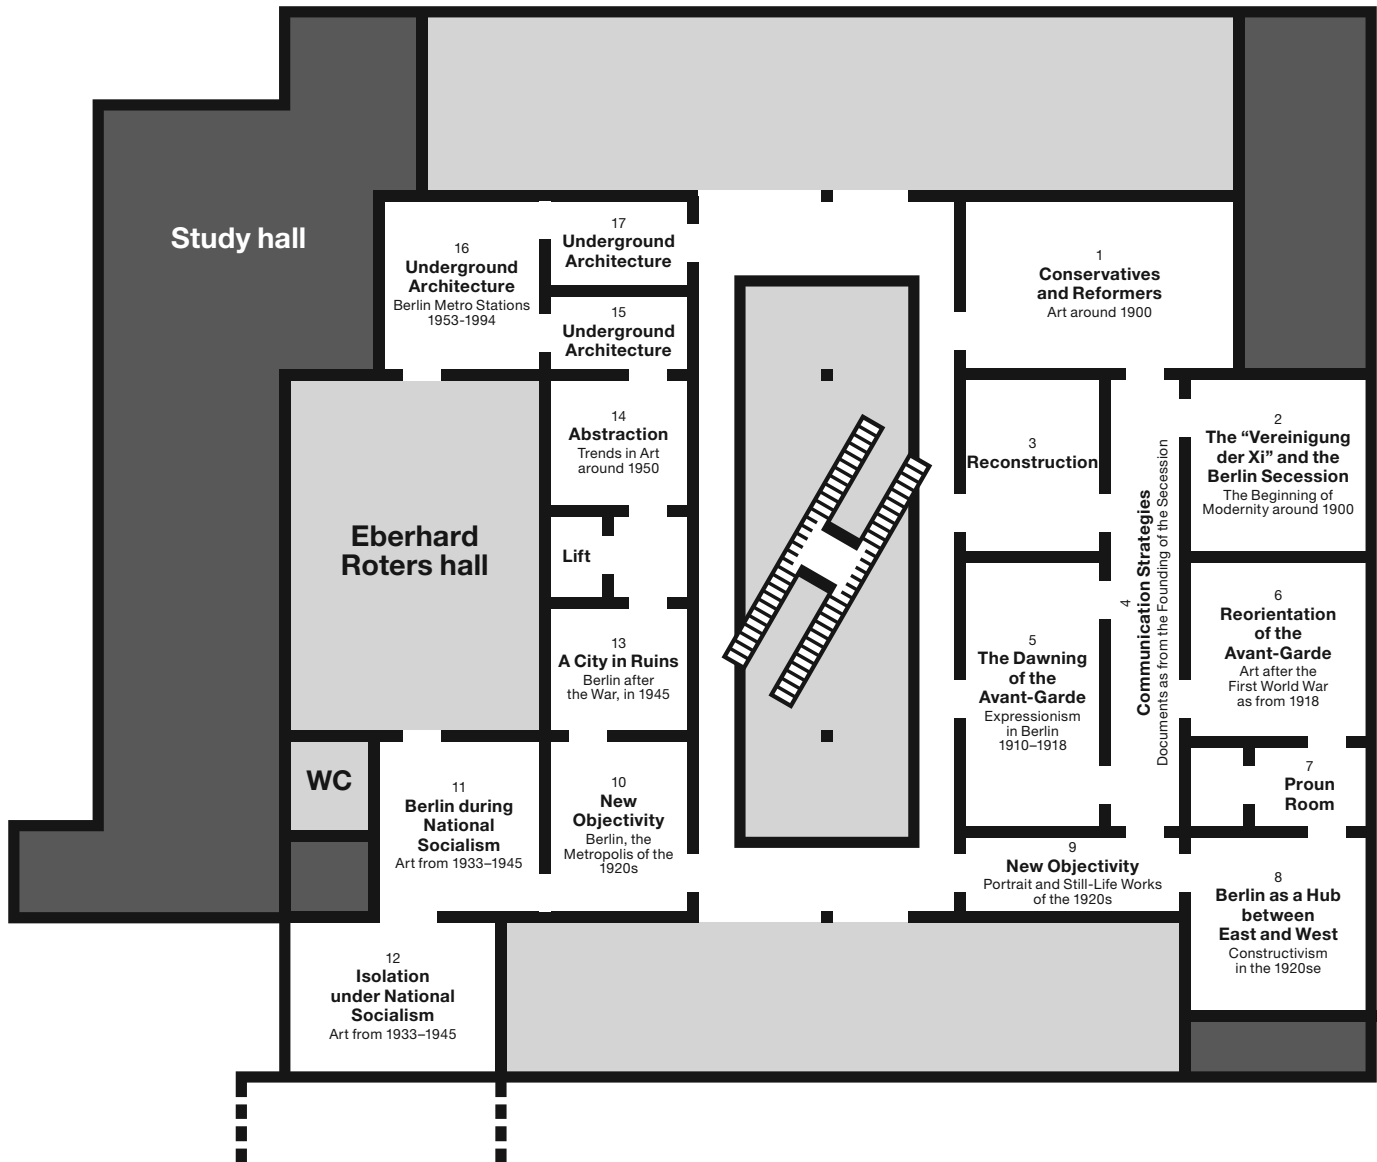 Study hall
16
Underground
Architecture
Berlin Metro Stations
1953-1994
17
Underground
Architecture
15
Underground
Architecture
1
Conservatives
and Reformers
Art around 1900
14
Abstraction
Trends in Art
around 1950
3
Reconstruction
2
The “Vereinigung
der Xi” and the
Berlin Secession
The Beginning of
Modernity around 1900
Eberhard
Roters hall
Lift
4
Communication Strategies
Documents as from the Founding of the Secession
13
A City in Ruins
Berlin after
the War, in 1945
5
The Dawning
of the
Avant-Garde
Expressionism
in Berlin
1910–1918
6
Reorientation
of the
Avant-Garde
Art after the
First World War
as from 1918
WC
11
Berlin during
National
Socialism
Art from 1933–1945
10
New
Objectivity
Berlin, the
Metropolis of the
1920s
7
Proun
Room
9
New Objectivity
Portrait and Still-Life Works
of the 1920s
8
Berlin as a Hub
between
East and West
Constructivism
in the 1920se
12
Isolation
under National
Socialism
Art from 1933–1945